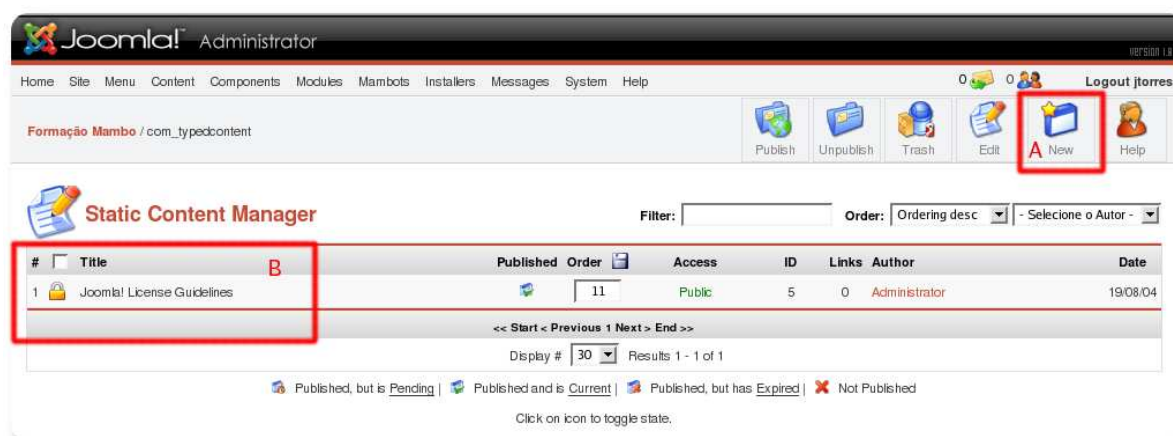 Joomla! Administrator
Home Site Menu Content Components Modules Mambots Installers Messages System Help 0 0 Logout jtorres
Formação Mambo / com_typedcontent
Publish Unpublish Trash Edit A New Help
Static Content Manager Filter: Order: Ordering desc - Selecione o Autor -
# Title B Published Order Access ID Links Author Date
1 Joomla! License Guidelines 11 Public 5 0 Administrator 19/08/04
<< Start < Previous 1 Next > End >>
Display # 30 Results 1 - 1 of 1
Published, but is Pending | Published and is Current | Published, but has Expired | Not Published
Click on icon to toggle state.